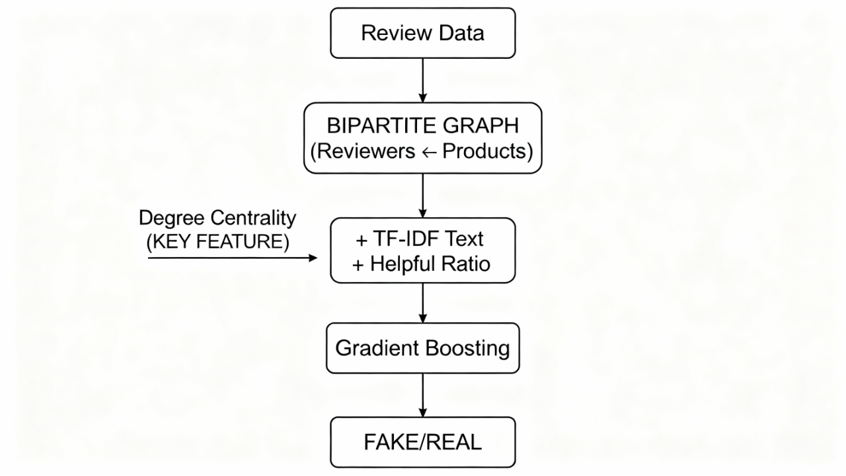 Review Data
BIPARTITE GRAPH
(Reviewers ← Products)
Degree Centrality
(KEY FEATURE)
+ TF-IDF Text
+ Helpful Ratio
Gradient Boosting
FAKE/REAL